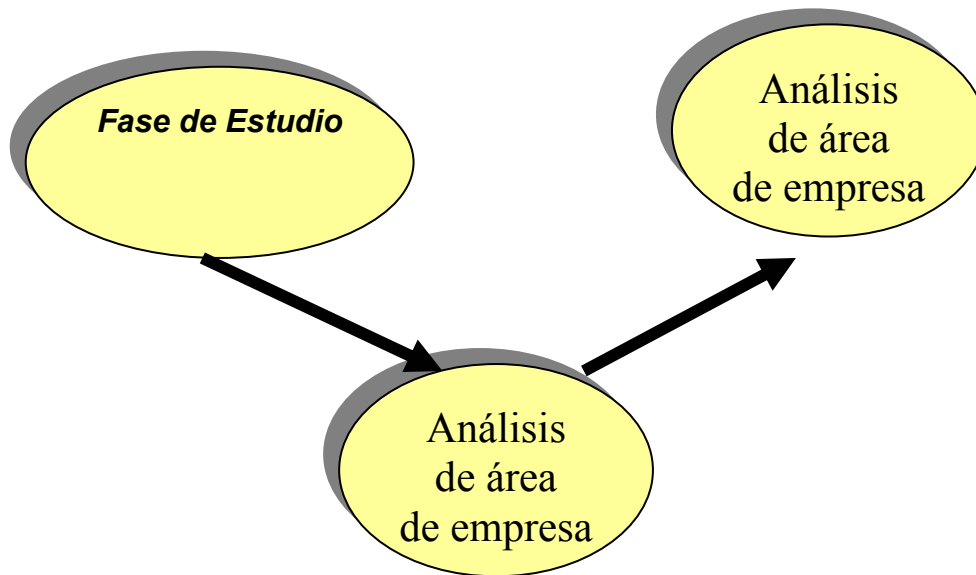 Fase de Estudio
Análisis
de área
de empresa
Análisis
de área
de empresa